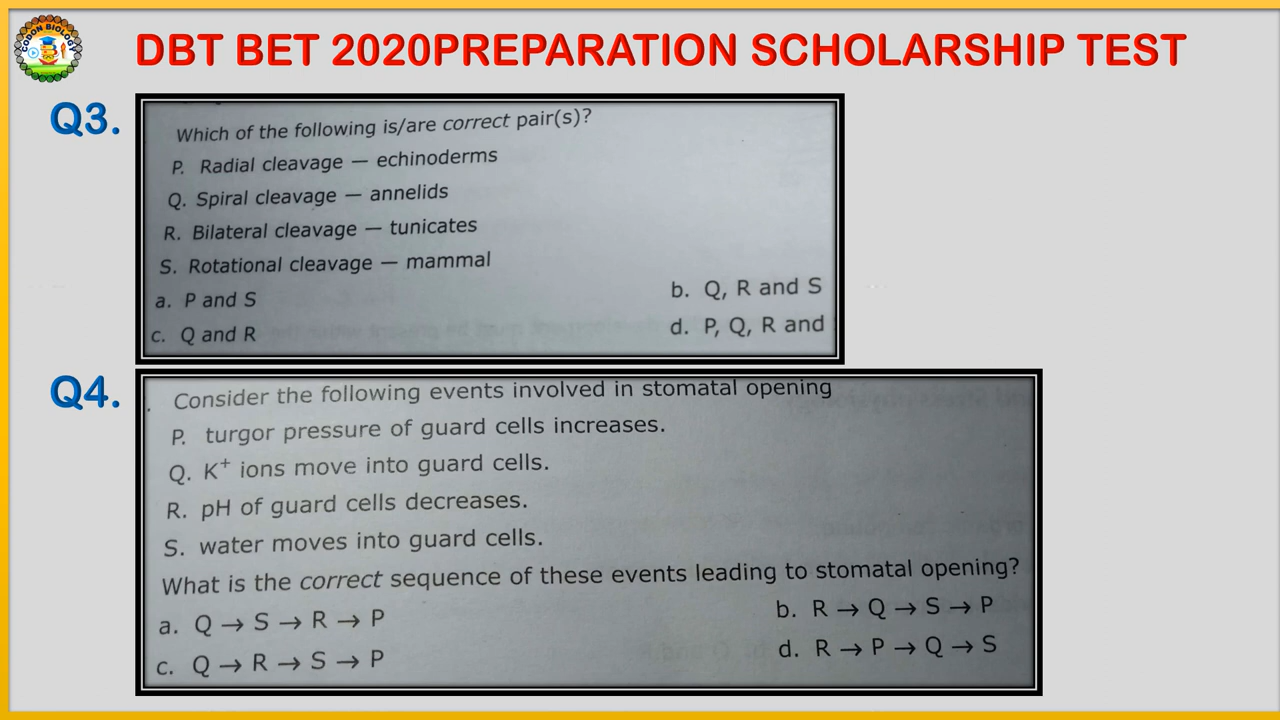 CODON BIOLOGY
DBT BET 2020PREPARATION SCHOLARSHIP TEST
Q3.
Which of the following is/are correct pair(s)?
P. Radial cleavage — echinoderms
Q. Spiral cleavage — annelids
R. Bilateral cleavage — tunicates
S. Rotational cleavage — mammal
a. P and S
b. Q, R and S
c. Q and R
d. P, Q, R and
Q4.
. Consider the following events involved in stomatal opening
P. turgor pressure of guard cells increases.
Q. K⁺ ions move into guard cells.
R. pH of guard cells decreases.
S. water moves into guard cells.
What is the correct sequence of these events leading to stomatal opening?
a. Q → S → R → P
b. R → Q → S → P
c. Q → R → S → P
d. R → P → Q → S